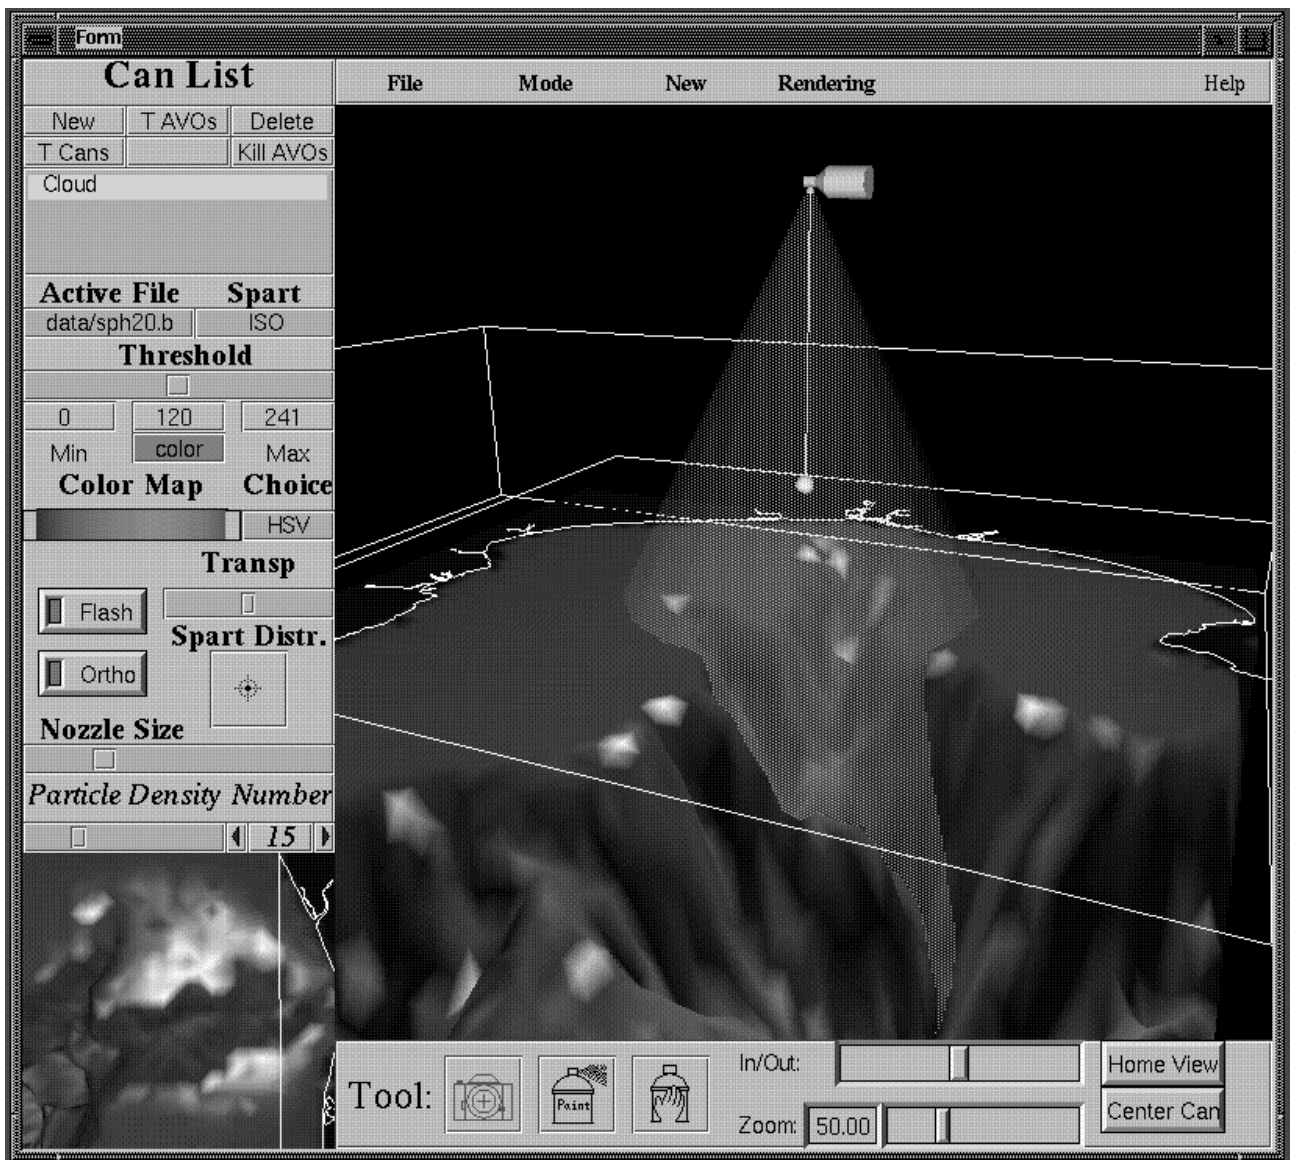 Form
Can List
File Mode New Rendering Help
New T AVOs Delete
T Cans Kill AVOs
Cloud
Active File Spart
data/sph20.b ISO
Threshold
0 120 241
Min color Max
Color Map Choice
HSV
Transp
Flash
Spart Distr.
Ortho
Nozzle Size
Particle Density Number
15
Tool:
Paint
In/Out:
Home View
Zoom: 50.00
Center Can